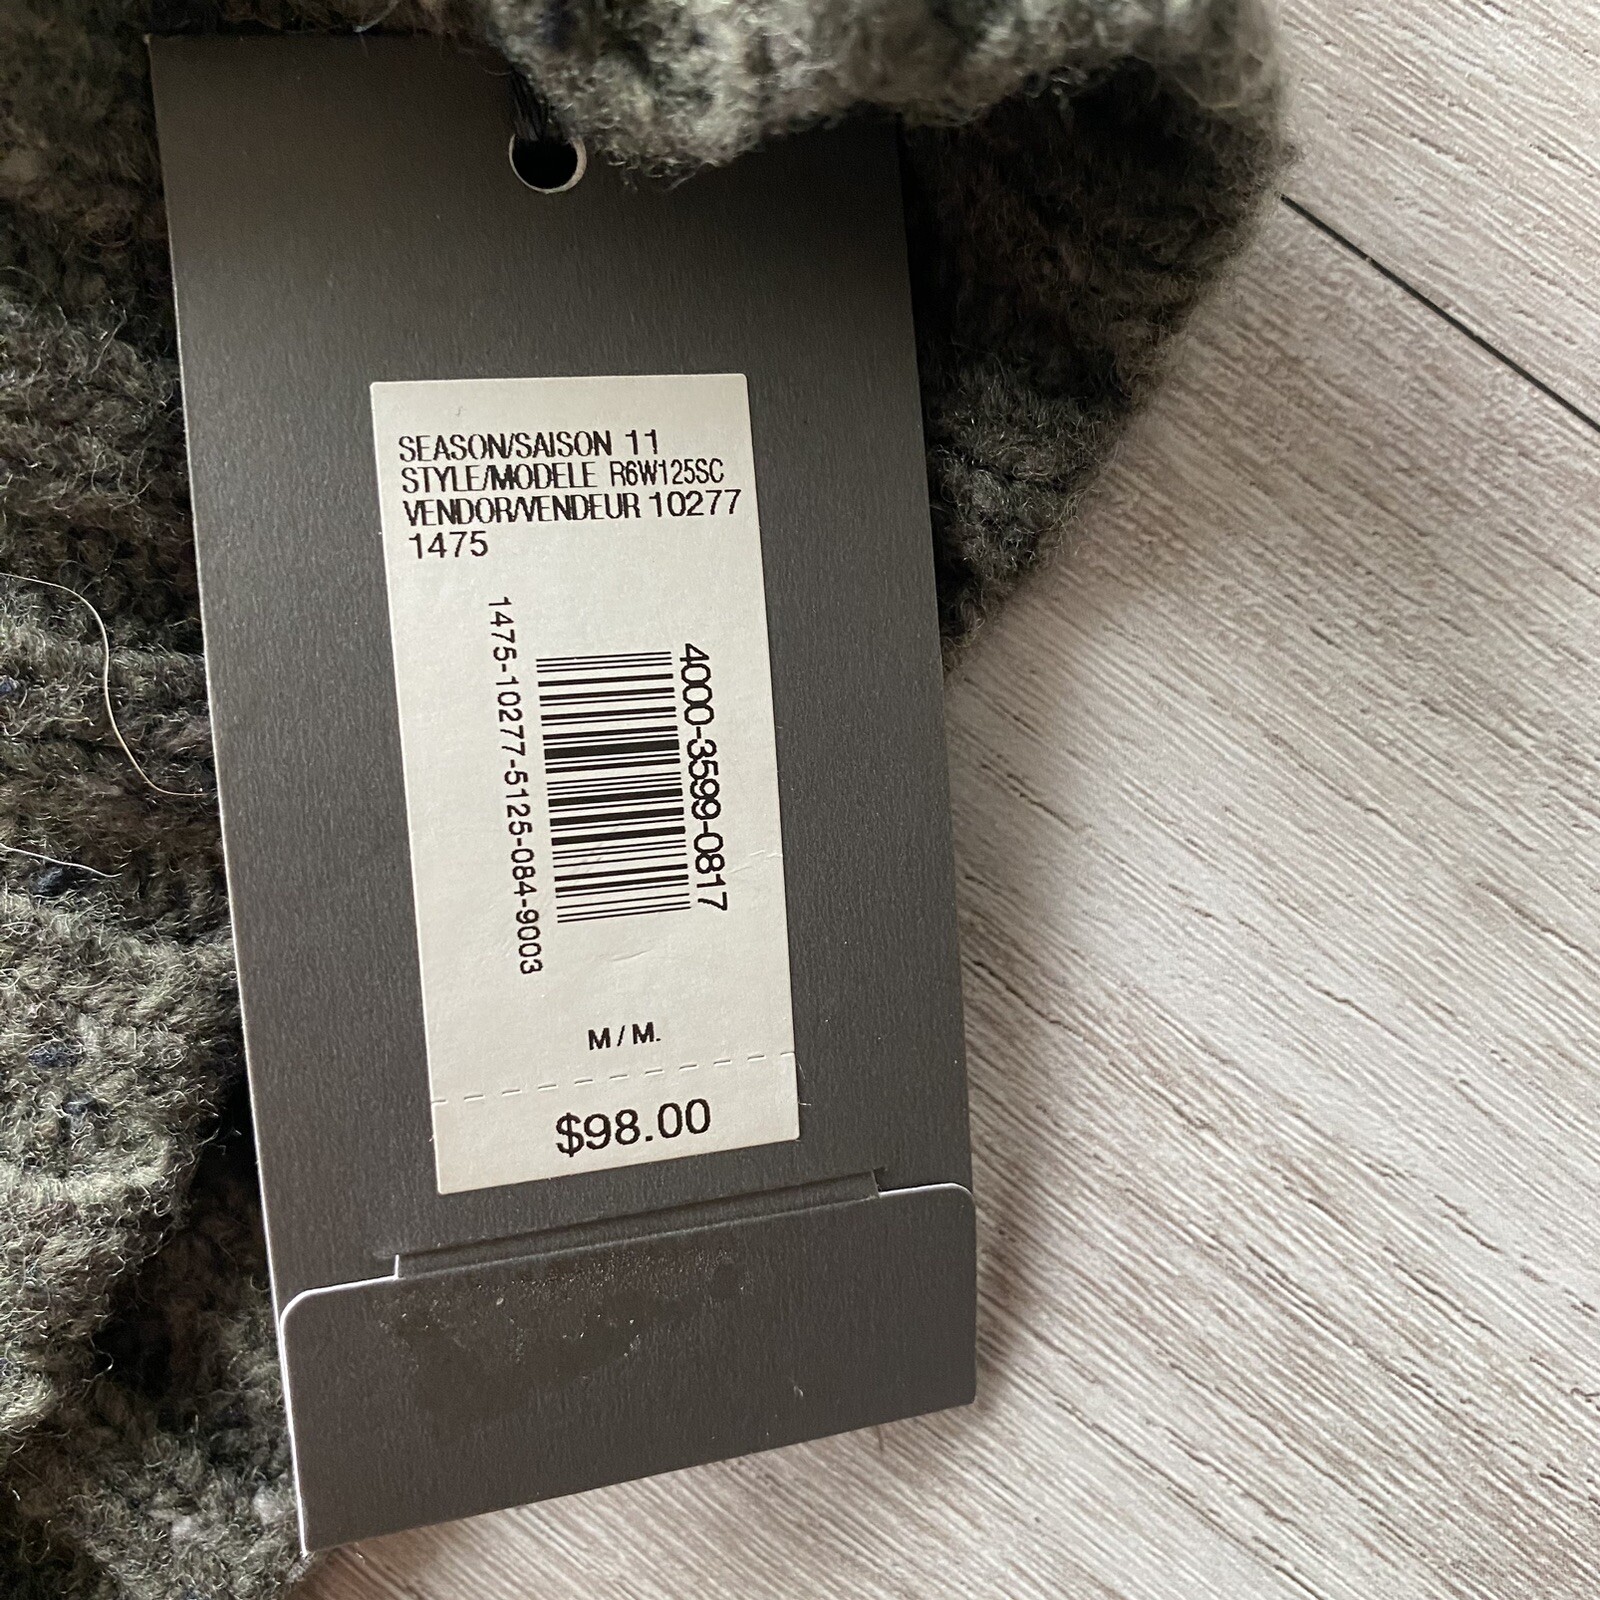 SEASON/SAISON 11
STYLE/MODELE R6W125SC
VENDOR/VENDEUR 10277
1475
4000-3599-0817
1475-10277-5125-084-9003
M / M.
$98.00